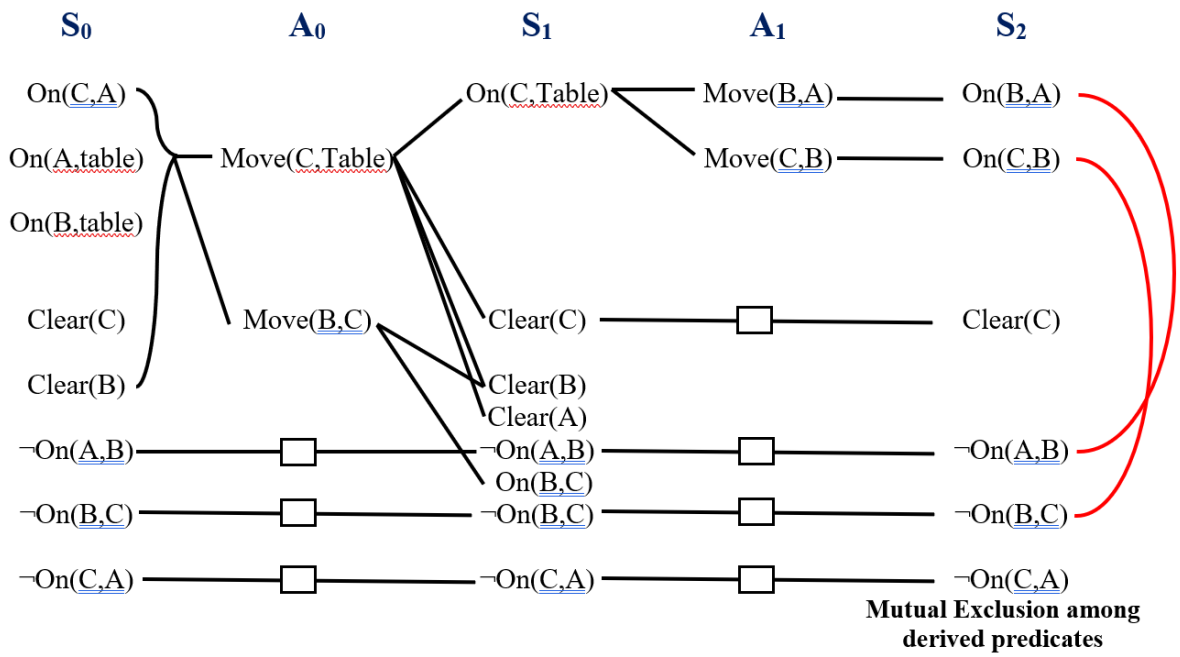 S₀ A₀ S₁ A₁ S₂
On(C,A) On(C,Table) Move(B,A) On(B,A)
On(A,table) Move(C,Table) Move(C,B) On(C,B)
On(B,table)
Clear(C) Move(B,C) Clear(C) Clear(C)
Clear(B) Clear(B)
Clear(A)
¬On(A,B) ¬On(A,B) ¬On(A,B)
On(B,C)
¬On(B,C) ¬On(B,C) ¬On(B,C)
¬On(C,A) ¬On(C,A) ¬On(C,A)
Mutual Exclusion among
derived predicates